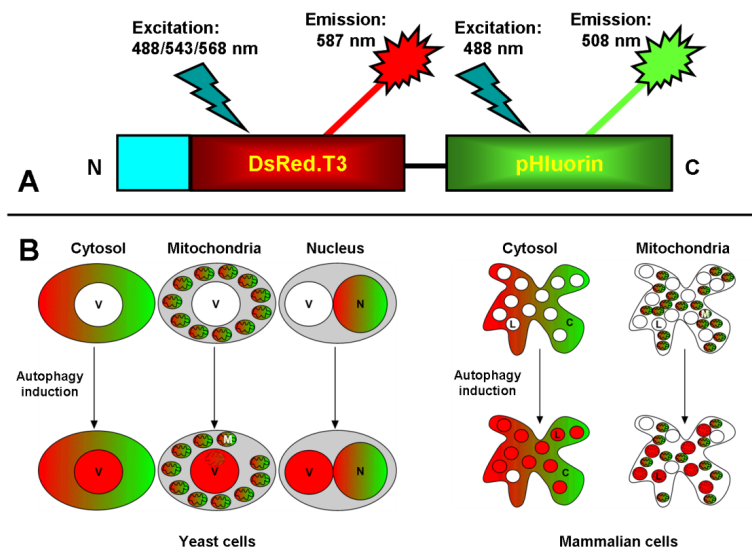 Excitation:
488/543/568 nm
Emission:
587 nm
Excitation:
488 nm
Emission:
508 nm
N
DsRed.T3
pHluorin
C
A
B
Cytosol
Mitochondria
Nucleus
Cytosol
Mitochondria
V
V
V
N
L
C
L
M
Autophagy
induction
Autophagy
induction
V
M
V
V
N
L
C
L
Yeast cells
Mammalian cells